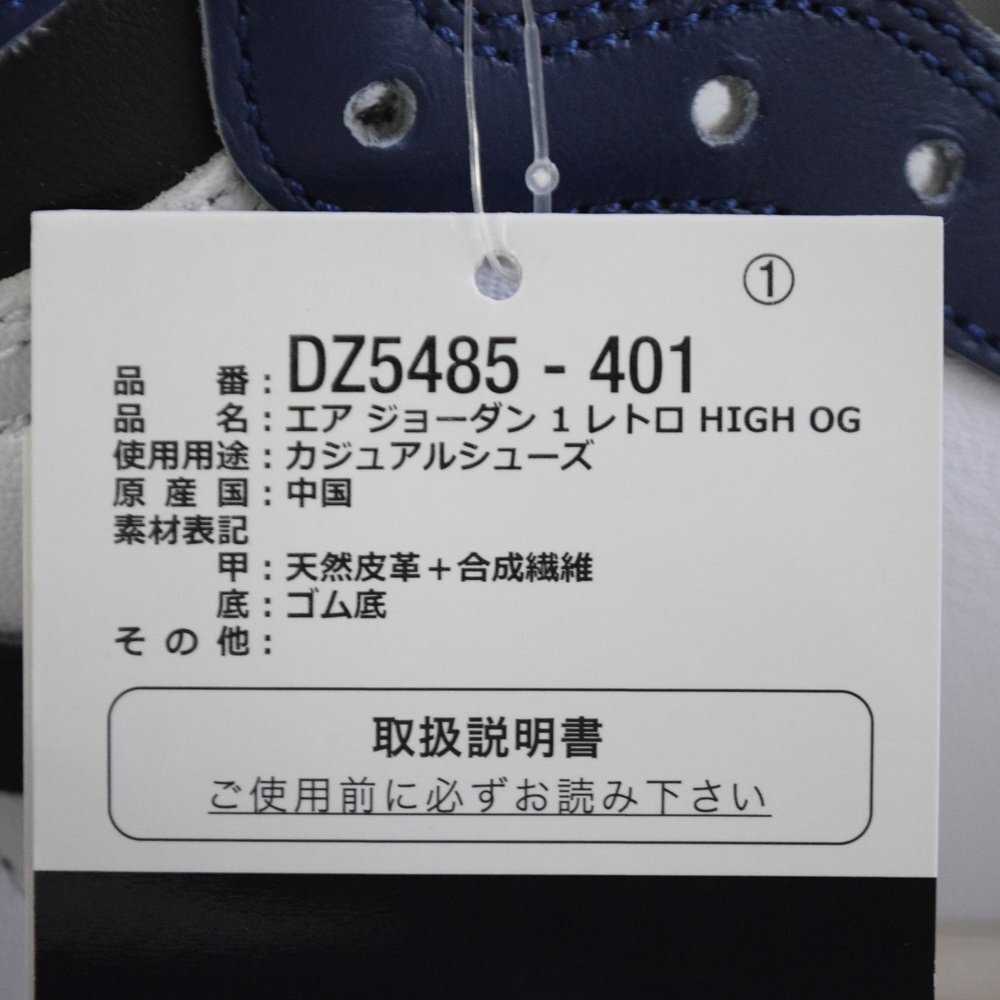 ①
品番：DZ5485 - 401
品名：エア ジョーダン 1 レトロ HIGH OG
使用用途：カジュアルシューズ
原産国：中国
素材表記
甲：天然皮革＋合成繊維
底：ゴム底
その他：
取扱説明書
ご使用前に必ずお読み下さい